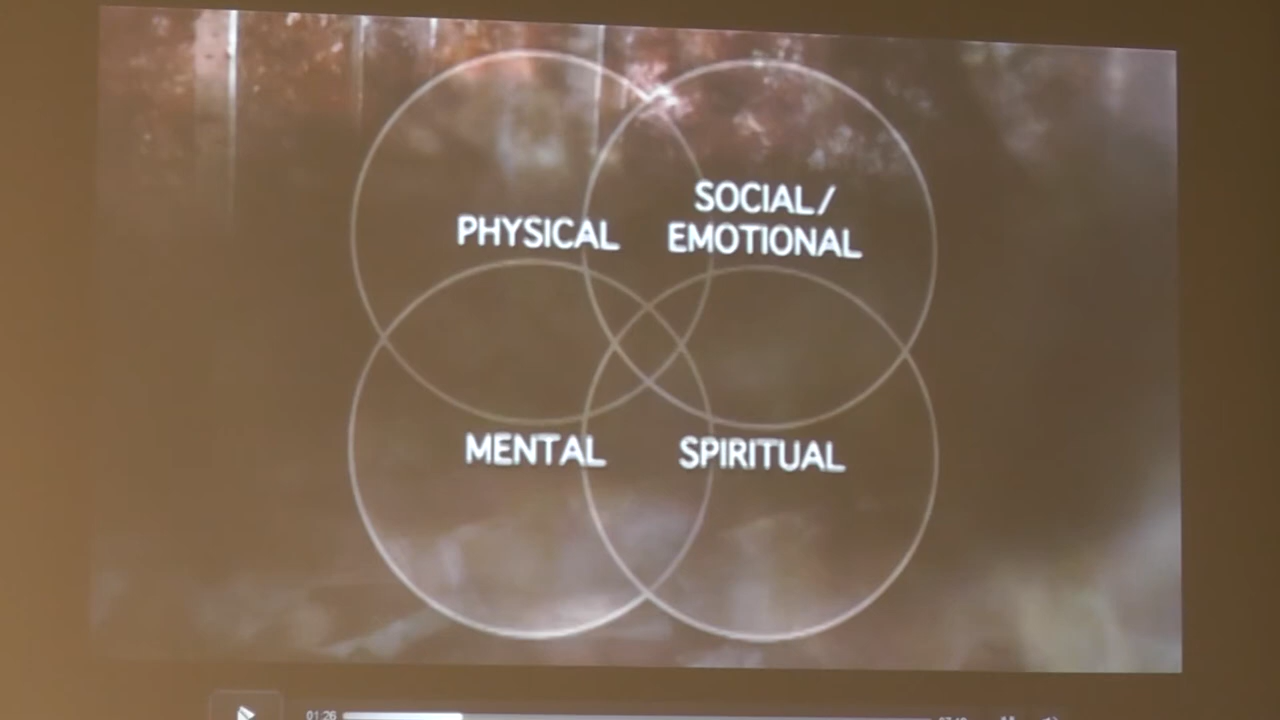 PHYSICAL
SOCIAL/
EMOTIONAL
MENTAL
SPIRITUAL
01:26